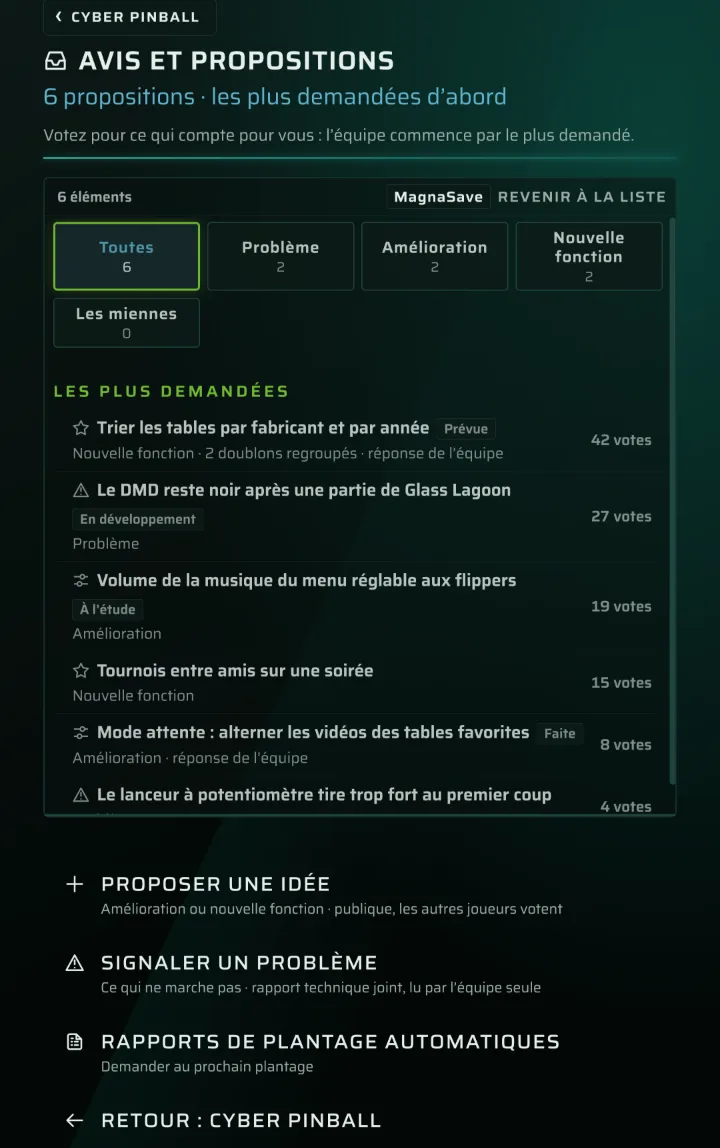 CYBER PINBALL
AVIS ET PROPOSITIONS
6 propositions · les plus demandées d’abord
Votez pour ce qui compte pour vous : l’équipe commence par le plus demandé.
6 éléments
MagnaSave REVENIR À LA LISTE
Toutes
6
Problème
2
Amélioration
2
Nouvelle
fonction
2
Les miennes
0
LES PLUS DEMANDÉES
Trier les tables par fabricant et par année Prévue
Nouvelle fonction · 2 doublons regroupés · réponse de l’équipe
42 votes
Le DMD reste noir après une partie de Glass Lagoon
En développement
Problème
27 votes
Volume de la musique du menu réglable aux flippers
À l’étude
Amélioration
19 votes
Tournois entre amis sur une soirée
Nouvelle fonction
15 votes
Mode attente : alterner les vidéos des tables favorites Faite
Amélioration · réponse de l’équipe
8 votes
Le lanceur à potentiomètre tire trop fort au premier coup
4 votes
PROPOSER UNE IDÉE
Amélioration ou nouvelle fonction · publique, les autres joueurs votent
SIGNALER UN PROBLÈME
Ce qui ne marche pas · rapport technique joint, lu par l’équipe seule
RAPPORTS DE PLANTAGE AUTOMATIQUES
Demander au prochain plantage
RETOUR : CYBER PINBALL